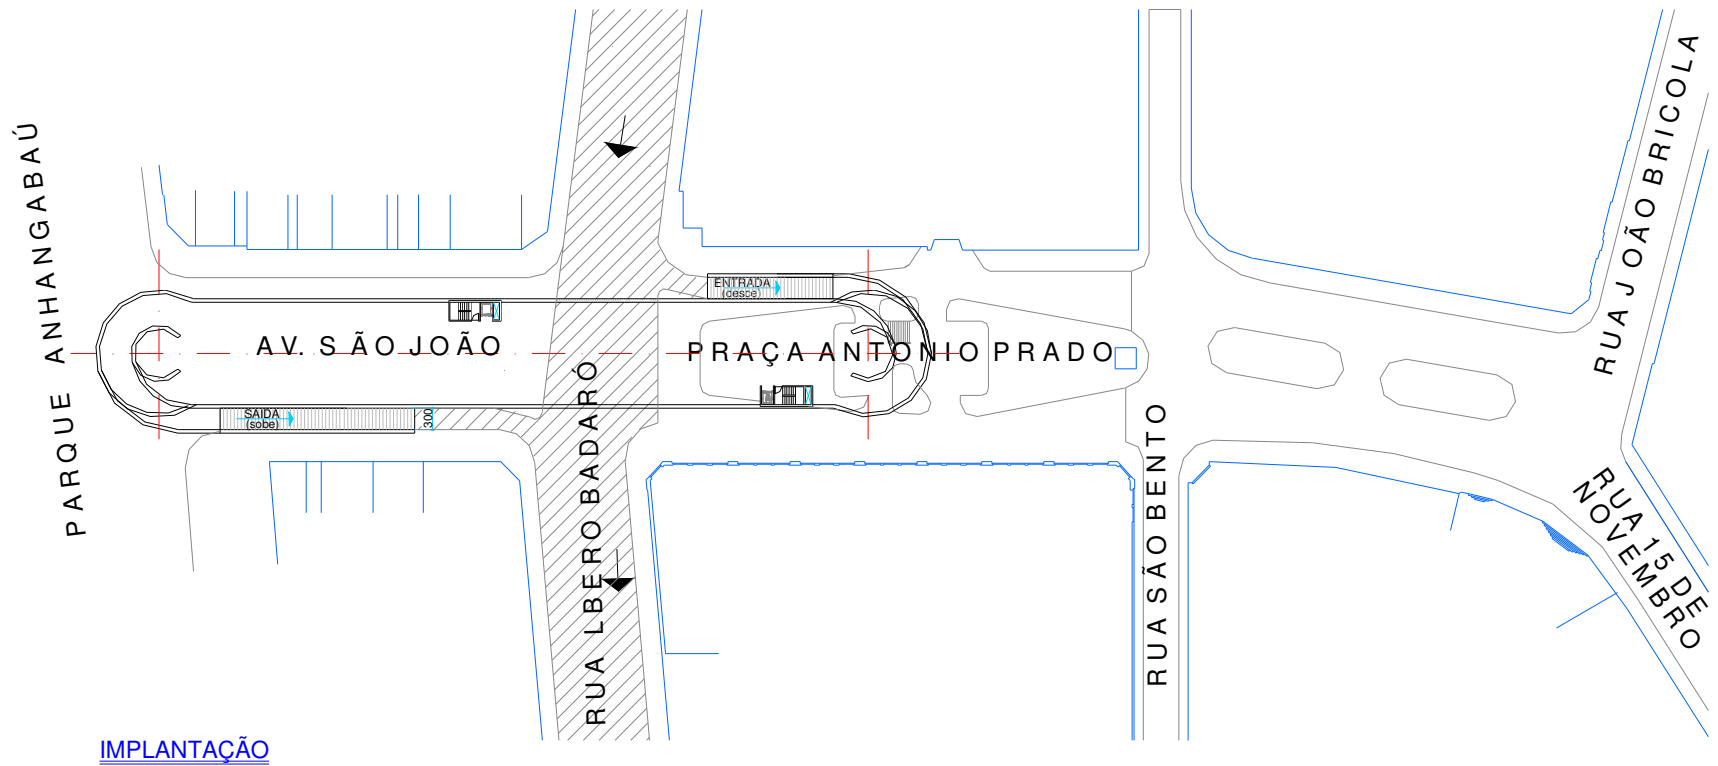 PARQUE ANHANGABAÚ
AV. SÃO JOÃO
ENTRADA
(desce)
PRAÇA ANTONIO PRADO
SAIDA
(sobe)
300
RUA LBERO BADARÓ
RUA SÃO BENTO
RUA JOÃO BRICOLA
RUA 15 DE
NOVEMBRO
IMPLANTAÇÃO